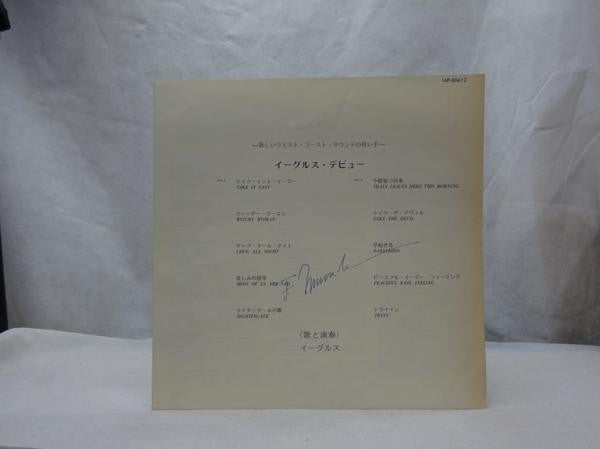 14P-80612
～新しいウエスト・コースト・サウンドの担い手～
イーグルス・デビュー
テイク・イット・イージー
TAKE IT EASY
ウィッチー・ウーマン
WITCHY WOMAN
チャグ・オール・ナイト
CHUG ALL NIGHT
哀しみの我等
MOST OF US ARE SAD
ナイチンゲールの歌
NIGHTINGALE
今朝発つ列車
TRAIN LEAVES HERE THIS MORNING
テイク・ザ・デヴィル
TAKE THE DEVIL
早起き鳥
EARLYBIRD
ピースフル・イージー・フィーリング
PEACEFUL EASY FEELING
トライイン
TRYIN'
〈歌と演奏〉
イーグルス